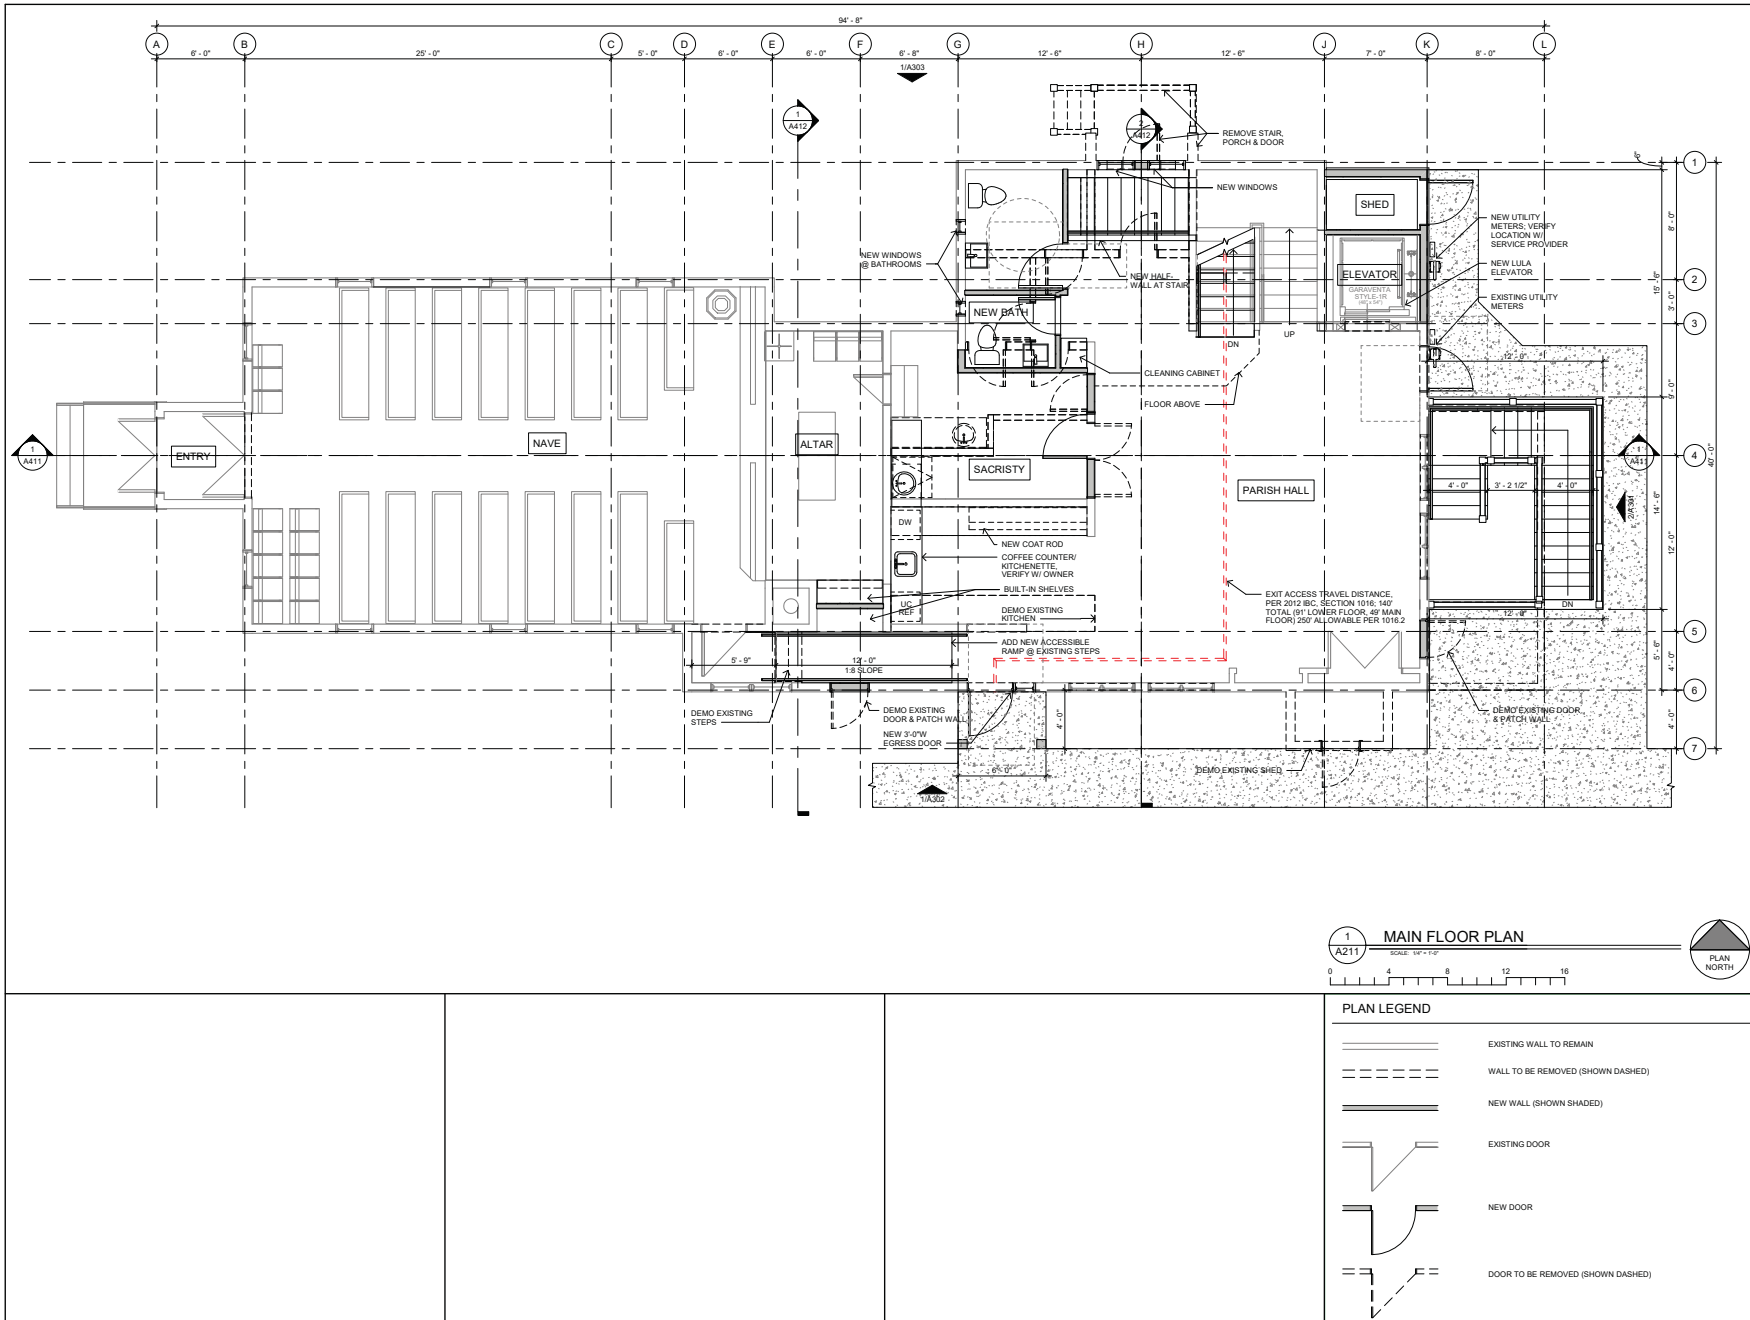 94' - 8"
A
B
C
D
E
F
G
H
J
K
L
6' - 0"
25' - 0"
5' - 0"
6' - 0"
6' - 0"
6' - 8"
12' - 6"
12' - 6"
7' - 0"
8' - 0"
1/A303
1
A412
2
A412
REMOVE STAIR,
PORCH & DOOR
NEW WINDOWS
SHED
NEW UTILITY
METERS; VERIFY
LOCATION W/
SERVICE PROVIDER
NEW LULA
ELEVATOR
EXISTING UTILITY
METERS
ELEVATOR
GARAVENTA
STYLE-1R
NEW WINDOWS
@ BATHROOMS
NEW HALF-
WALL AT STAIR
NEW BATH
DN
UP
CLEANING CABINET
FLOOR ABOVE
12' - 0"
1
2
3
4
5
6
7
8' - 0"
15' - 6"
3' - 0"
9' - 0"
40' - 0"
14' - 6"
12' - 0"
5' - 6"
4' - 0"
4' - 0"
1
A411
ENTRY
NAVE
ALTAR
SACRISTY
PARISH HALL
4' - 0"
3' - 2 1/2"
4' - 0"
1
A411
2/A301
DW
NEW COAT ROD
COFFEE COUNTER/
KITCHENETTE,
VERIFY W/ OWNER
BUILT-IN SHELVES
UC
REF
DEMO EXISTING
KITCHEN
EXIT ACCESS TRAVEL DISTANCE,
PER 2012 IBC, SECTION 1016; 140'
TOTAL (91' LOWER FLOOR, 49' MAIN
FLOOR) 250' ALLOWABLE PER 1016.2
DN
12' - 8"
ADD NEW ACCESSIBLE
RAMP @ EXISTING STEPS
5' - 9"
12' - 0"
1:8 SLOPE
DEMO EXISTING
STEPS
DEMO EXISTING
DOOR & PATCH WALL
NEW 3'-0"W
EGRESS DOOR
4' - 0"
6' - 0"
DEMO EXISTING DOOR
& PATCH WALL
DEMO EXISTING SHED
1/A302
1
A211
MAIN FLOOR PLAN
SCALE: 1/4" = 1'-0"
0
4
8
12
16
PLAN
NORTH
PLAN LEGEND
EXISTING WALL TO REMAIN
WALL TO BE REMOVED (SHOWN DASHED)
NEW WALL (SHOWN SHADED)
EXISTING DOOR
NEW DOOR
DOOR TO BE REMOVED (SHOWN DASHED)